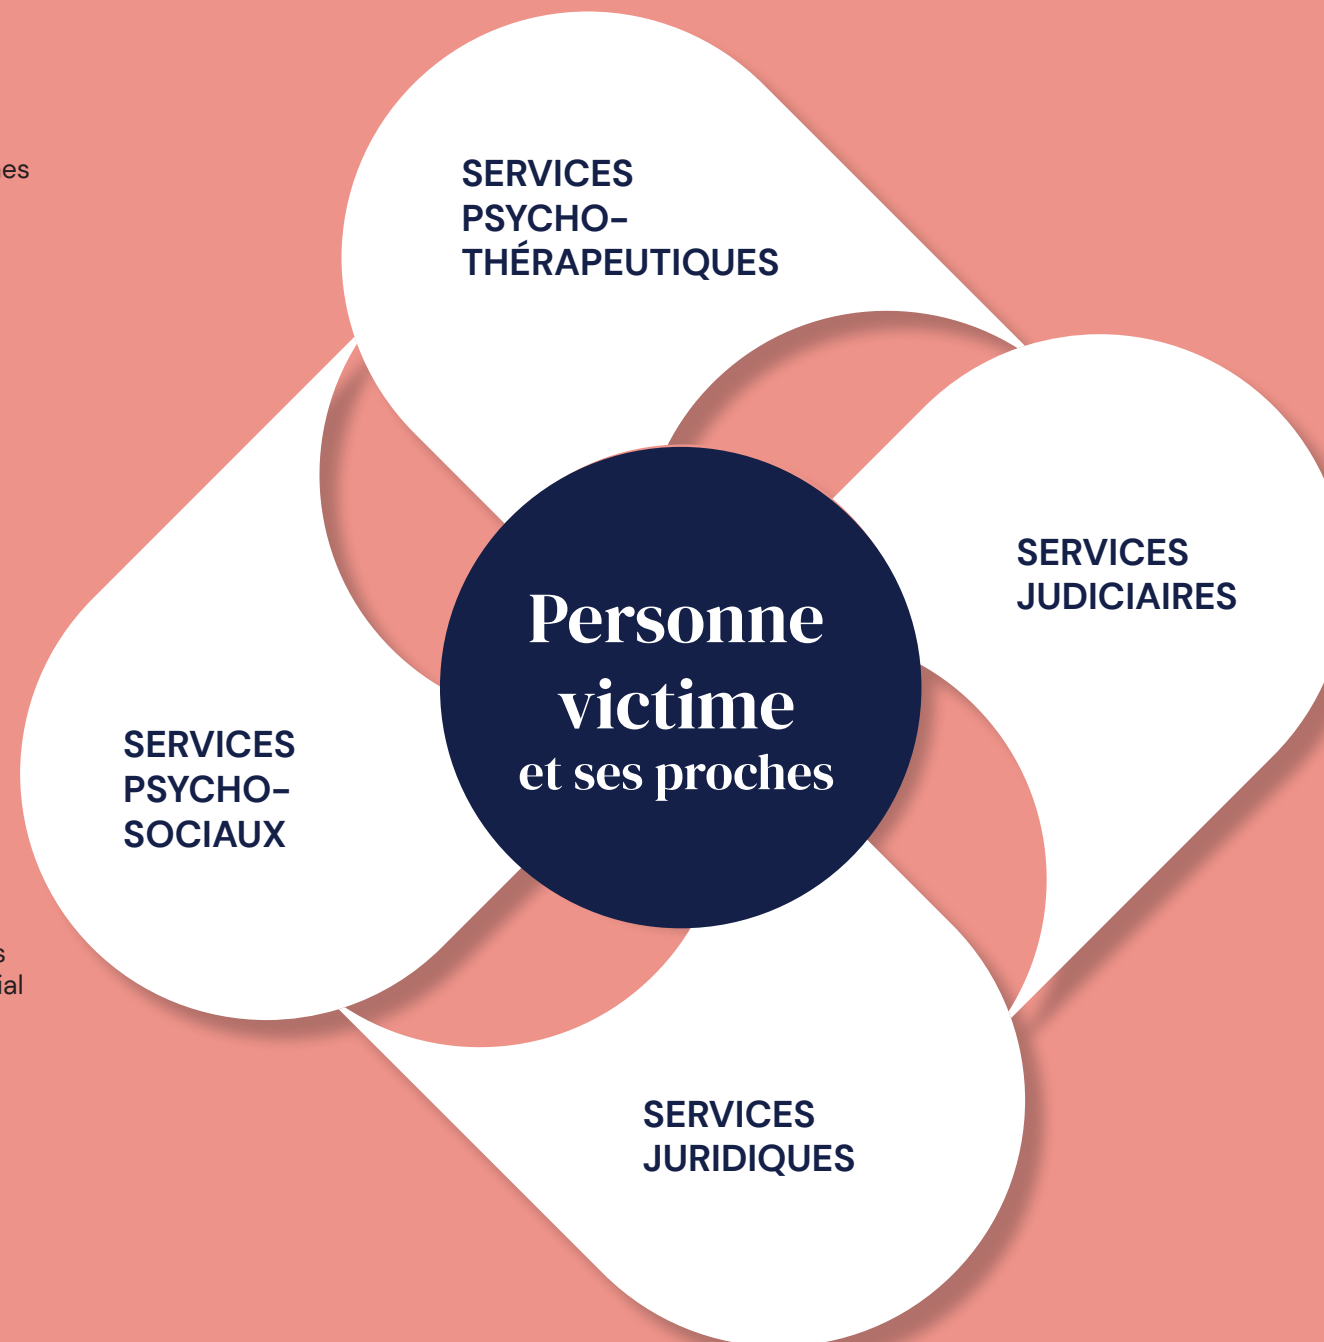 SERVICES
PSYCHO-
THÉRAPEUTIQUES
SERVICES
JUDICIAIRES
Personne
victime
et ses proches
SERVICES
PSYCHO-
SOCIAUX
SERVICES
JURIDIQUES